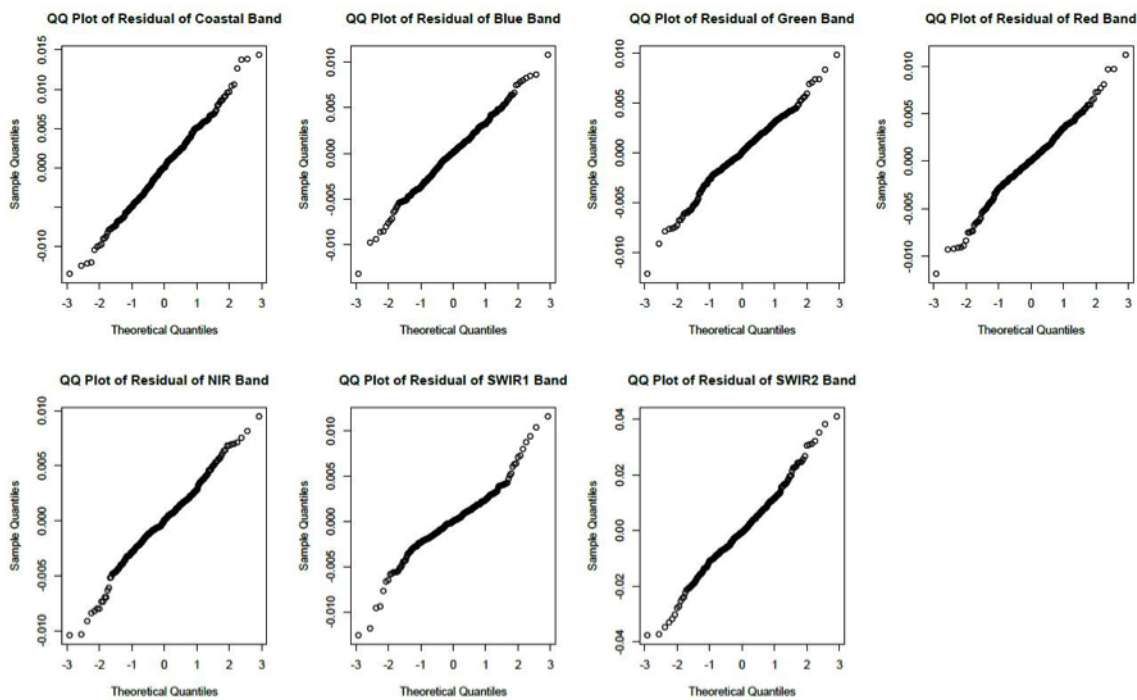 QQ Plot of Residual of Coastal Band
0.015
0.010
0.005
0.000
-0.010
Sample Quantiles
-3 -2 -1 0 1 2 3
Theoretical Quantiles
QQ Plot of Residual of Blue Band
0.010
0.005
0.000
-0.005
-0.010
Sample Quantiles
-3 -2 -1 0 1 2 3
Theoretical Quantiles
QQ Plot of Residual of Green Band
0.010
0.005
0.000
-0.005
-0.010
Sample Quantiles
-3 -2 -1 0 1 2 3
Theoretical Quantiles
QQ Plot of Residual of Red Band
0.010
0.005
0.000
-0.005
-0.010
Sample Quantiles
-3 -2 -1 0 1 2 3
Theoretical Quantiles
QQ Plot of Residual of NIR Band
0.010
0.005
0.000
-0.005
-0.010
Sample Quantiles
-3 -2 -1 0 1 2 3
Theoretical Quantiles
QQ Plot of Residual of SWIR1 Band
0.010
0.005
0.000
-0.005
-0.010
Sample Quantiles
-3 -2 -1 0 1 2 3
Theoretical Quantiles
QQ Plot of Residual of SWIR2 Band
0.04
0.02
0.00
-0.02
-0.04
Sample Quantiles
-3 -2 -1 0 1 2 3
Theoretical Quantiles